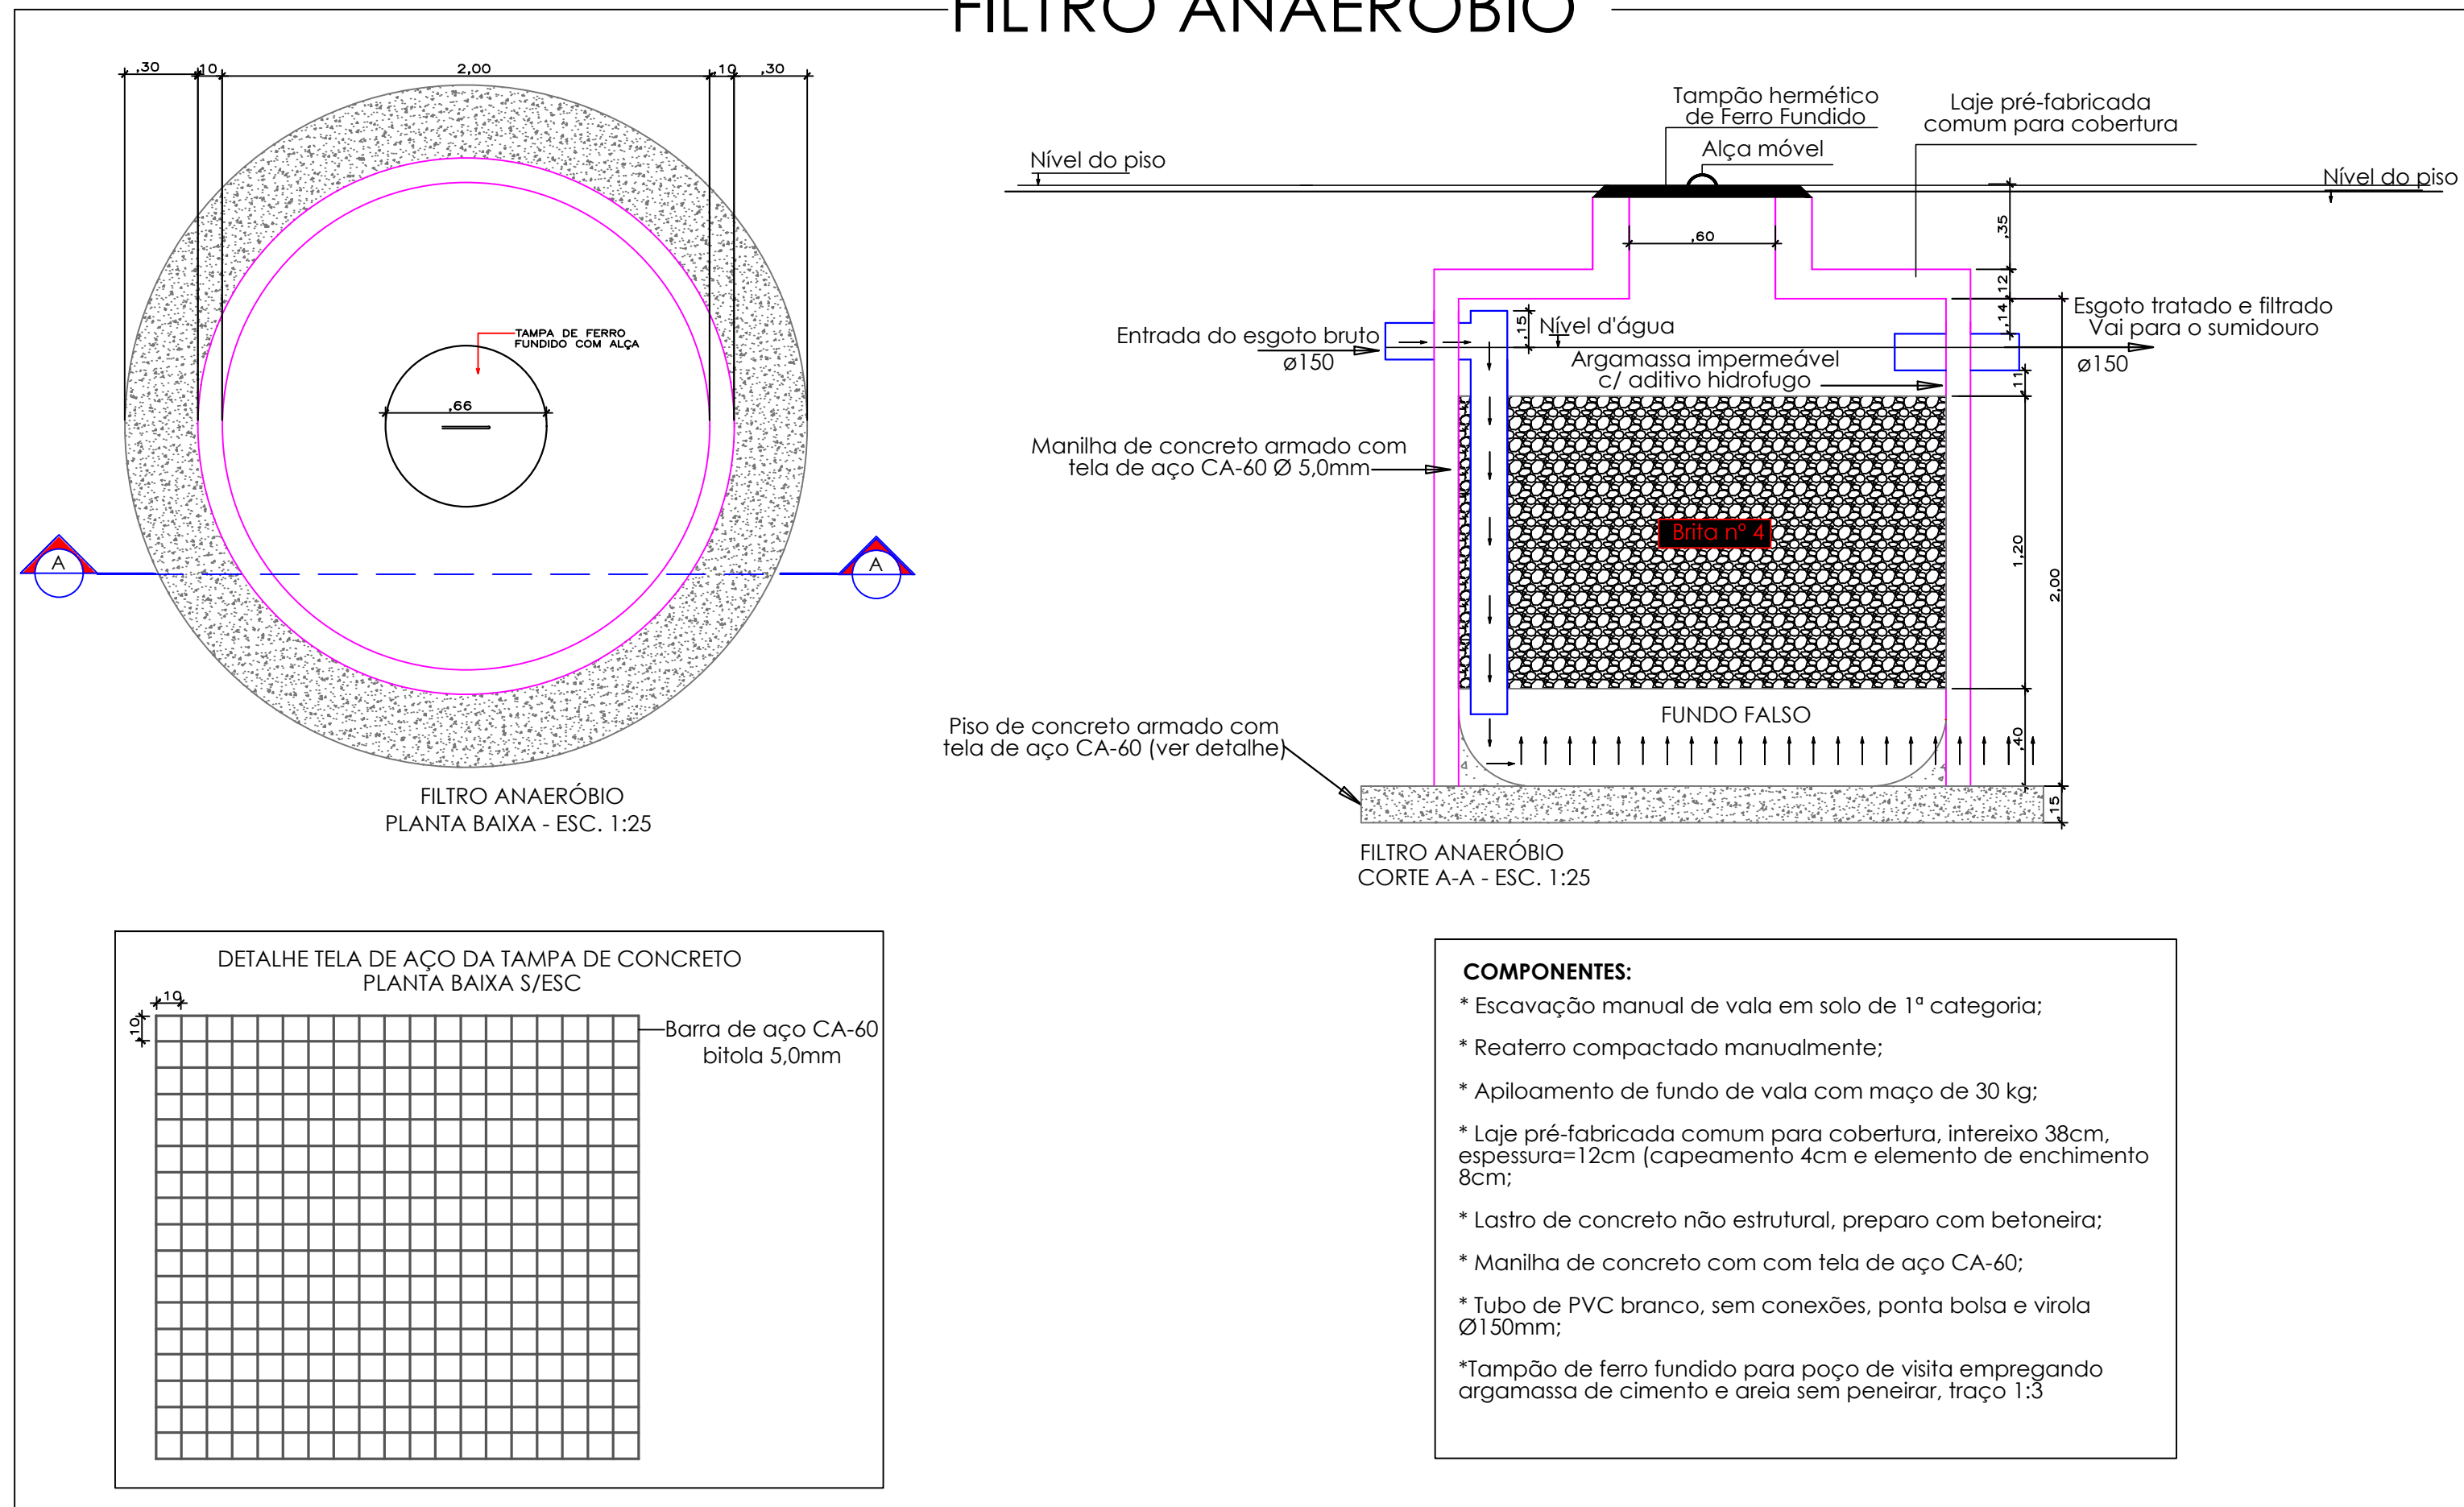 FILTRO ANAERÓBIO
,30
,10
2,00
,10
,30
TAMPA DE FERRO
FUNDIDO COM ALÇA
,66
A
A
FILTRO ANAERÓBIO
PLANTA BAIXA - ESC. 1:25
Tampão hermético
de Ferro Fundido
Alça móvel
Laje pré-fabricada
comum para cobertura
Nível do piso
Nível do piso
,60
,35
,12
,14
Entrada do esgoto bruto
ø150
,15
Nível d'água
Esgoto tratado e filtrado
Vai para o sumidouro
ø150
Argamassa impermeável
c/ aditivo hidrofugo
,11
Manilha de concreto armado com
tela de aço CA-60 Ø 5,0mm
Brita nº 4
1,20
2,00
Piso de concreto armado com
tela de aço CA-60 (ver detalhe)
FUNDO FALSO
,40
,15
FILTRO ANAERÓBIO
CORTE A-A - ESC. 1:25
DETALHE TELA DE AÇO DA TAMPA DE CONCRETO
PLANTA BAIXA S/ESC
,10
,10
Barra de aço CA-60
bitola 5,0mm
COMPONENTES:
* Escavação manual de vala em solo de 1ª categoria;
* Reaterro compactado manualmente;
* Apiloamento de fundo de vala com maço de 30 kg;
* Laje pré-fabricada comum para cobertura, intereixo 38cm,
espessura=12cm (capeamento 4cm e elemento de enchimento
8cm;
* Lastro de concreto não estrutural, preparo com betoneira;
* Manilha de concreto com com tela de aço CA-60;
* Tubo de PVC branco, sem conexões, ponta bolsa e virola
Ø150mm;
*Tampão de ferro fundido para poço de visita empregando
argamassa de cimento e areia sem peneirar, traço 1:3